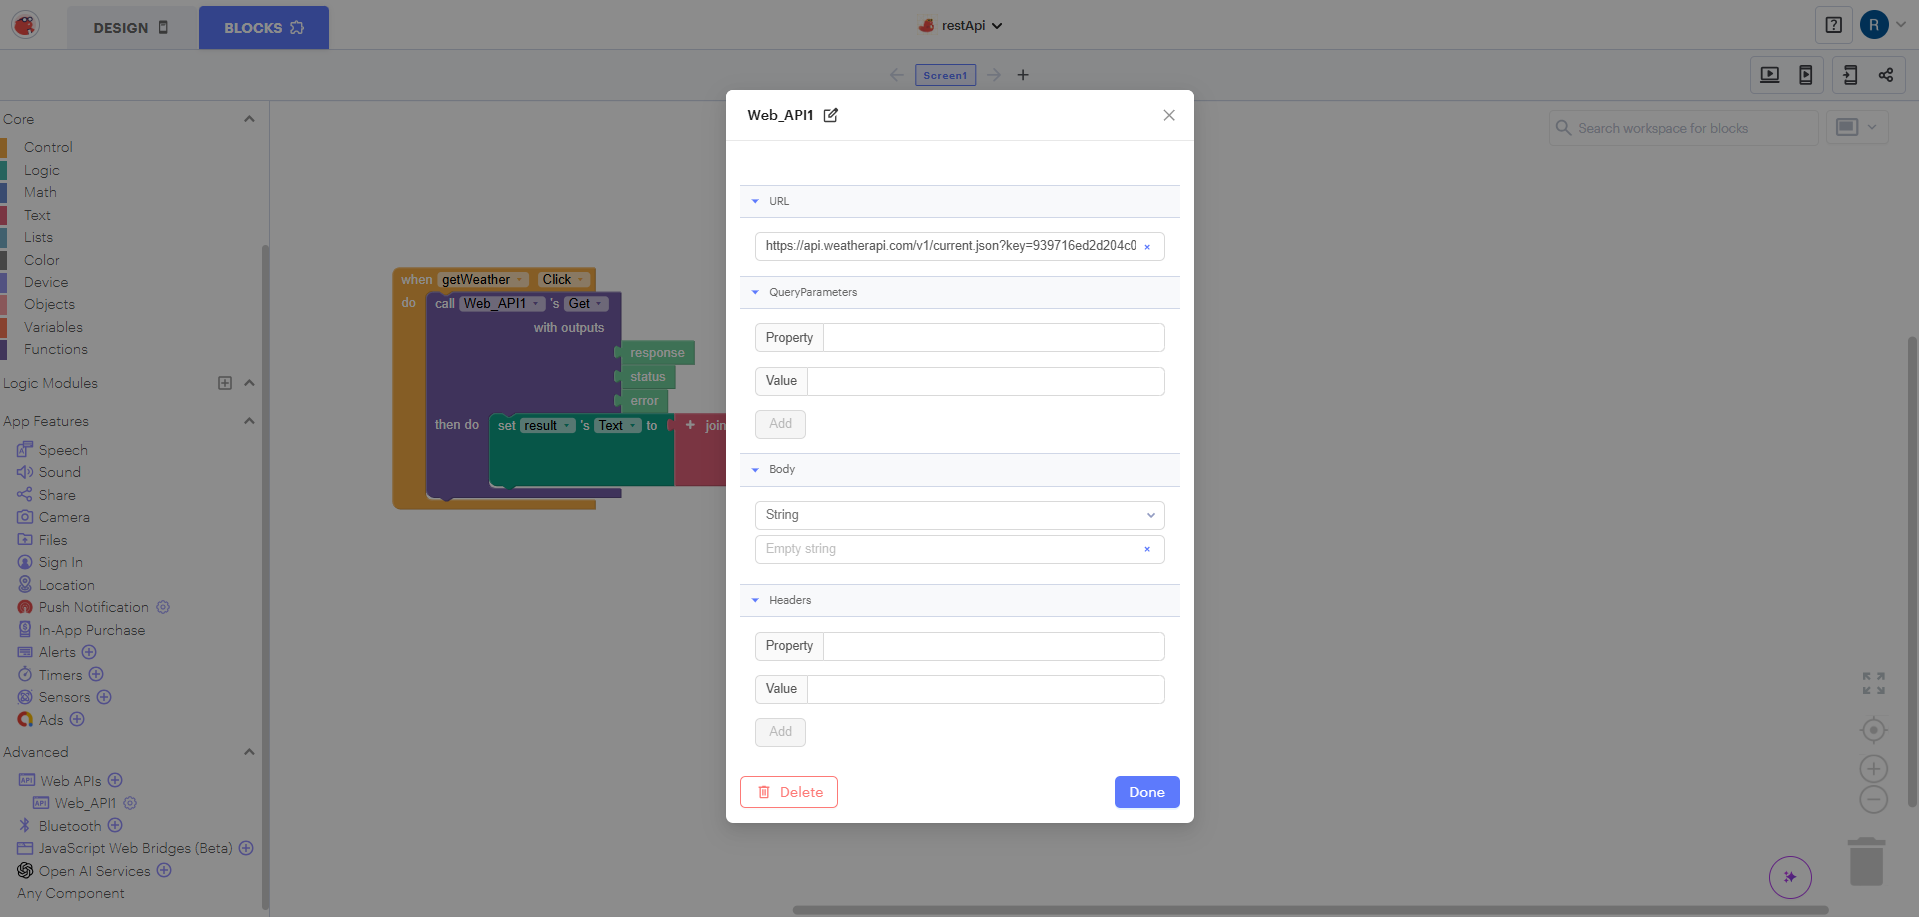 DESIGN
BLOCKS
restApi
?
R
Screen1
Core
Control
Logic
Math
Text
Lists
Color
Device
Objects
Variables
Functions
Logic Modules
App Features
Speech
Sound
Share
Camera
Files
Sign In
Location
Push Notification
In-App Purchase
Alerts
Timers
Sensors
Ads
Advanced
API Web APIs
API Web_API1
Bluetooth
JavaScript Web Bridges (Beta)
Open AI Services
Any Component
when getWeather Click
do call Web_API1 's Get
with outputs
response
status
error
then do set result 's Text to + join
Web_API1
URL
https://api.weatherapi.com/v1/current.json?key=939716ed2d204c0
QueryParameters
Property
Value
Add
Body
String
Empty string
Headers
Property
Value
Add
Delete
Done
Search workspace for blocks